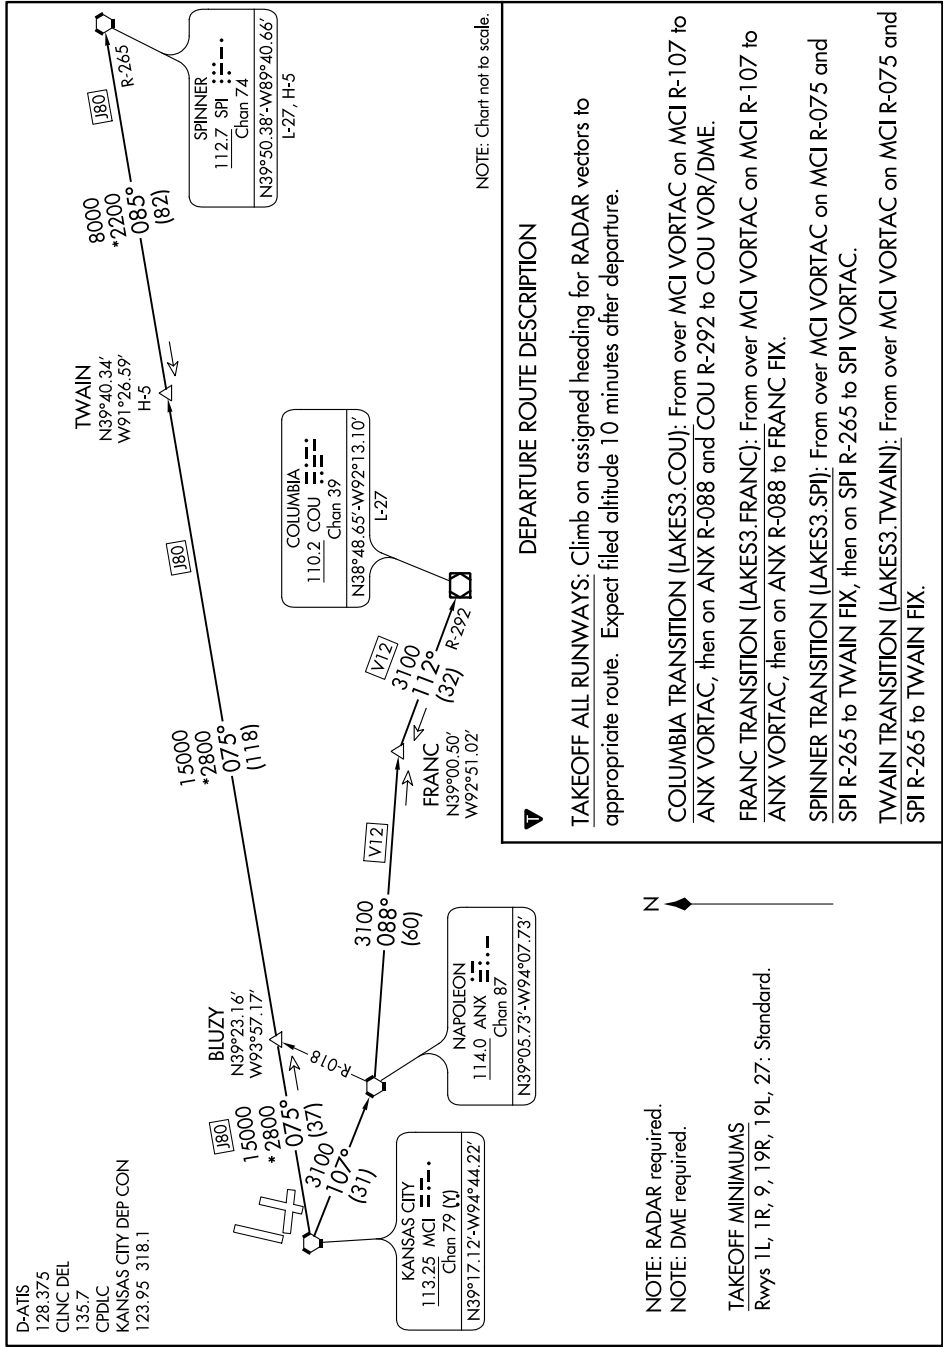 D-ATIS
128.375
CLNC DEL
135.7
CPDLC
KANSAS CITY DEP CON
123.95 318.1
J80
15000
*2800
075°
(37)
3100
107°
(31)
R-018
BLUZY
N39°23.16'
W93°57.17'
15000
*2800
075°
(118)
J80
TWAIN
N39°40.34'
W91°26.59'
H-5
8000
*2200
085°
(82)
J80
R-265
SPINNER
112.7 SPI
Chan 74
N39°50.38'-W89°40.66'
L-27, H-5
COLUMBIA
110.2 COU
Chan 39
N38°48.65'-W92°13.10'
L-27
3100
088°
(60)
V12
FRANC
N39°00.50'
W92°51.02'
V12
3100
112°
(32)
R-292
KANSAS CITY
113.25 MCI
Chan 79 (Y)
N39°17.12'-W94°44.22'
NAPOLEON
114.0 ANX
Chan 87
N39°05.73'-W94°07.73'
NOTE: Chart not to scale.
N
NOTE: RADAR required.
NOTE: DME required.
TAKEOFF MINIMUMS
Rwys 1L, 1R, 9, 19R, 19L, 27: Standard.
T
DEPARTURE ROUTE DESCRIPTION
TAKEOFF ALL RUNWAYS: Climb on assigned heading for RADAR vectors to
appropriate route. Expect filed altitude 10 minutes after departure.
COLUMBIA TRANSITION (LAKES3.COU): From over MCI VORTAC on MCI R-107 to
ANX VORTAC, then on ANX R-088 and COU R-292 to COU VOR/DME.
FRANC TRANSITION (LAKES3.FRANC): From over MCI VORTAC on MCI R-107 to
ANX VORTAC, then on ANX R-088 to FRANC FIX.
SPINNER TRANSITION (LAKES3.SPI): From over MCI VORTAC on MCI R-075 and
SPI R-265 to TWAIN FIX, then on SPI R-265 to SPI VORTAC.
TWAIN TRANSITION (LAKES3.TWAIN): From over MCI VORTAC on MCI R-075 and
SPI R-265 to TWAIN FIX.